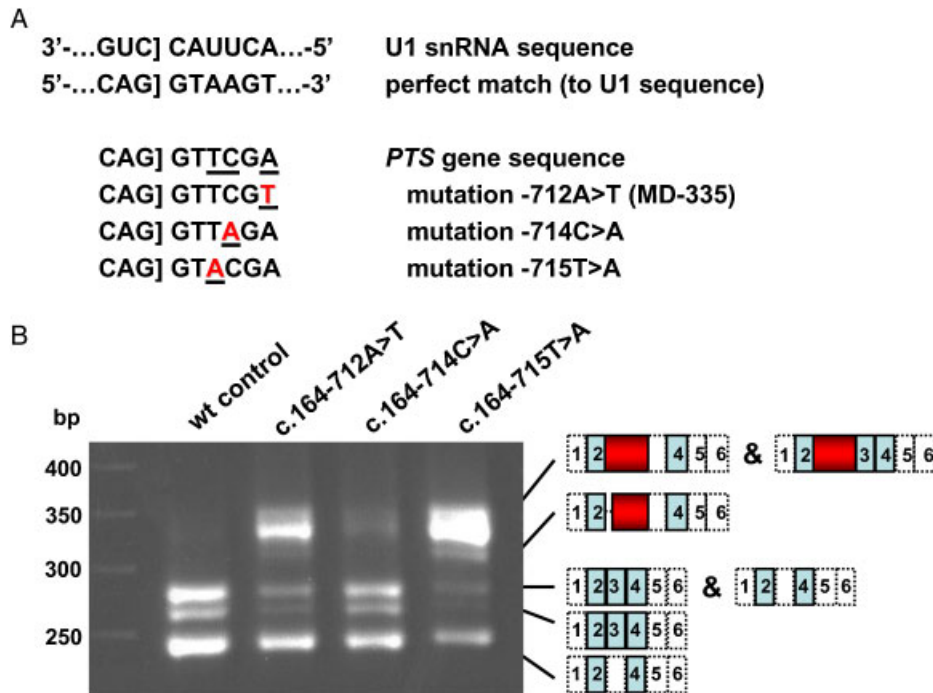 A
3'-...GUC] CAUUCA...-5' U1 snRNA sequence
5'-...CAG] GTAAGT...-3' perfect match (to U1 sequence)
CAG] GTTCGA PTS gene sequence
CAG] GTTCGT mutation -712A>T (MD-335)
CAG] GTTAGA mutation -714C>A
CAG] GTACGA mutation -715T>A
B
bp wt control c.164-712A>T c.164-714C>A c.164-715T>A
400
350
300
250
1 2 4 5 6 & 1 2 3 4 5 6
1 2 4 5 6
1 2 3 4 5 6 & 1 2 4 5 6
1 2 3 4 5 6
1 2 4 5 6